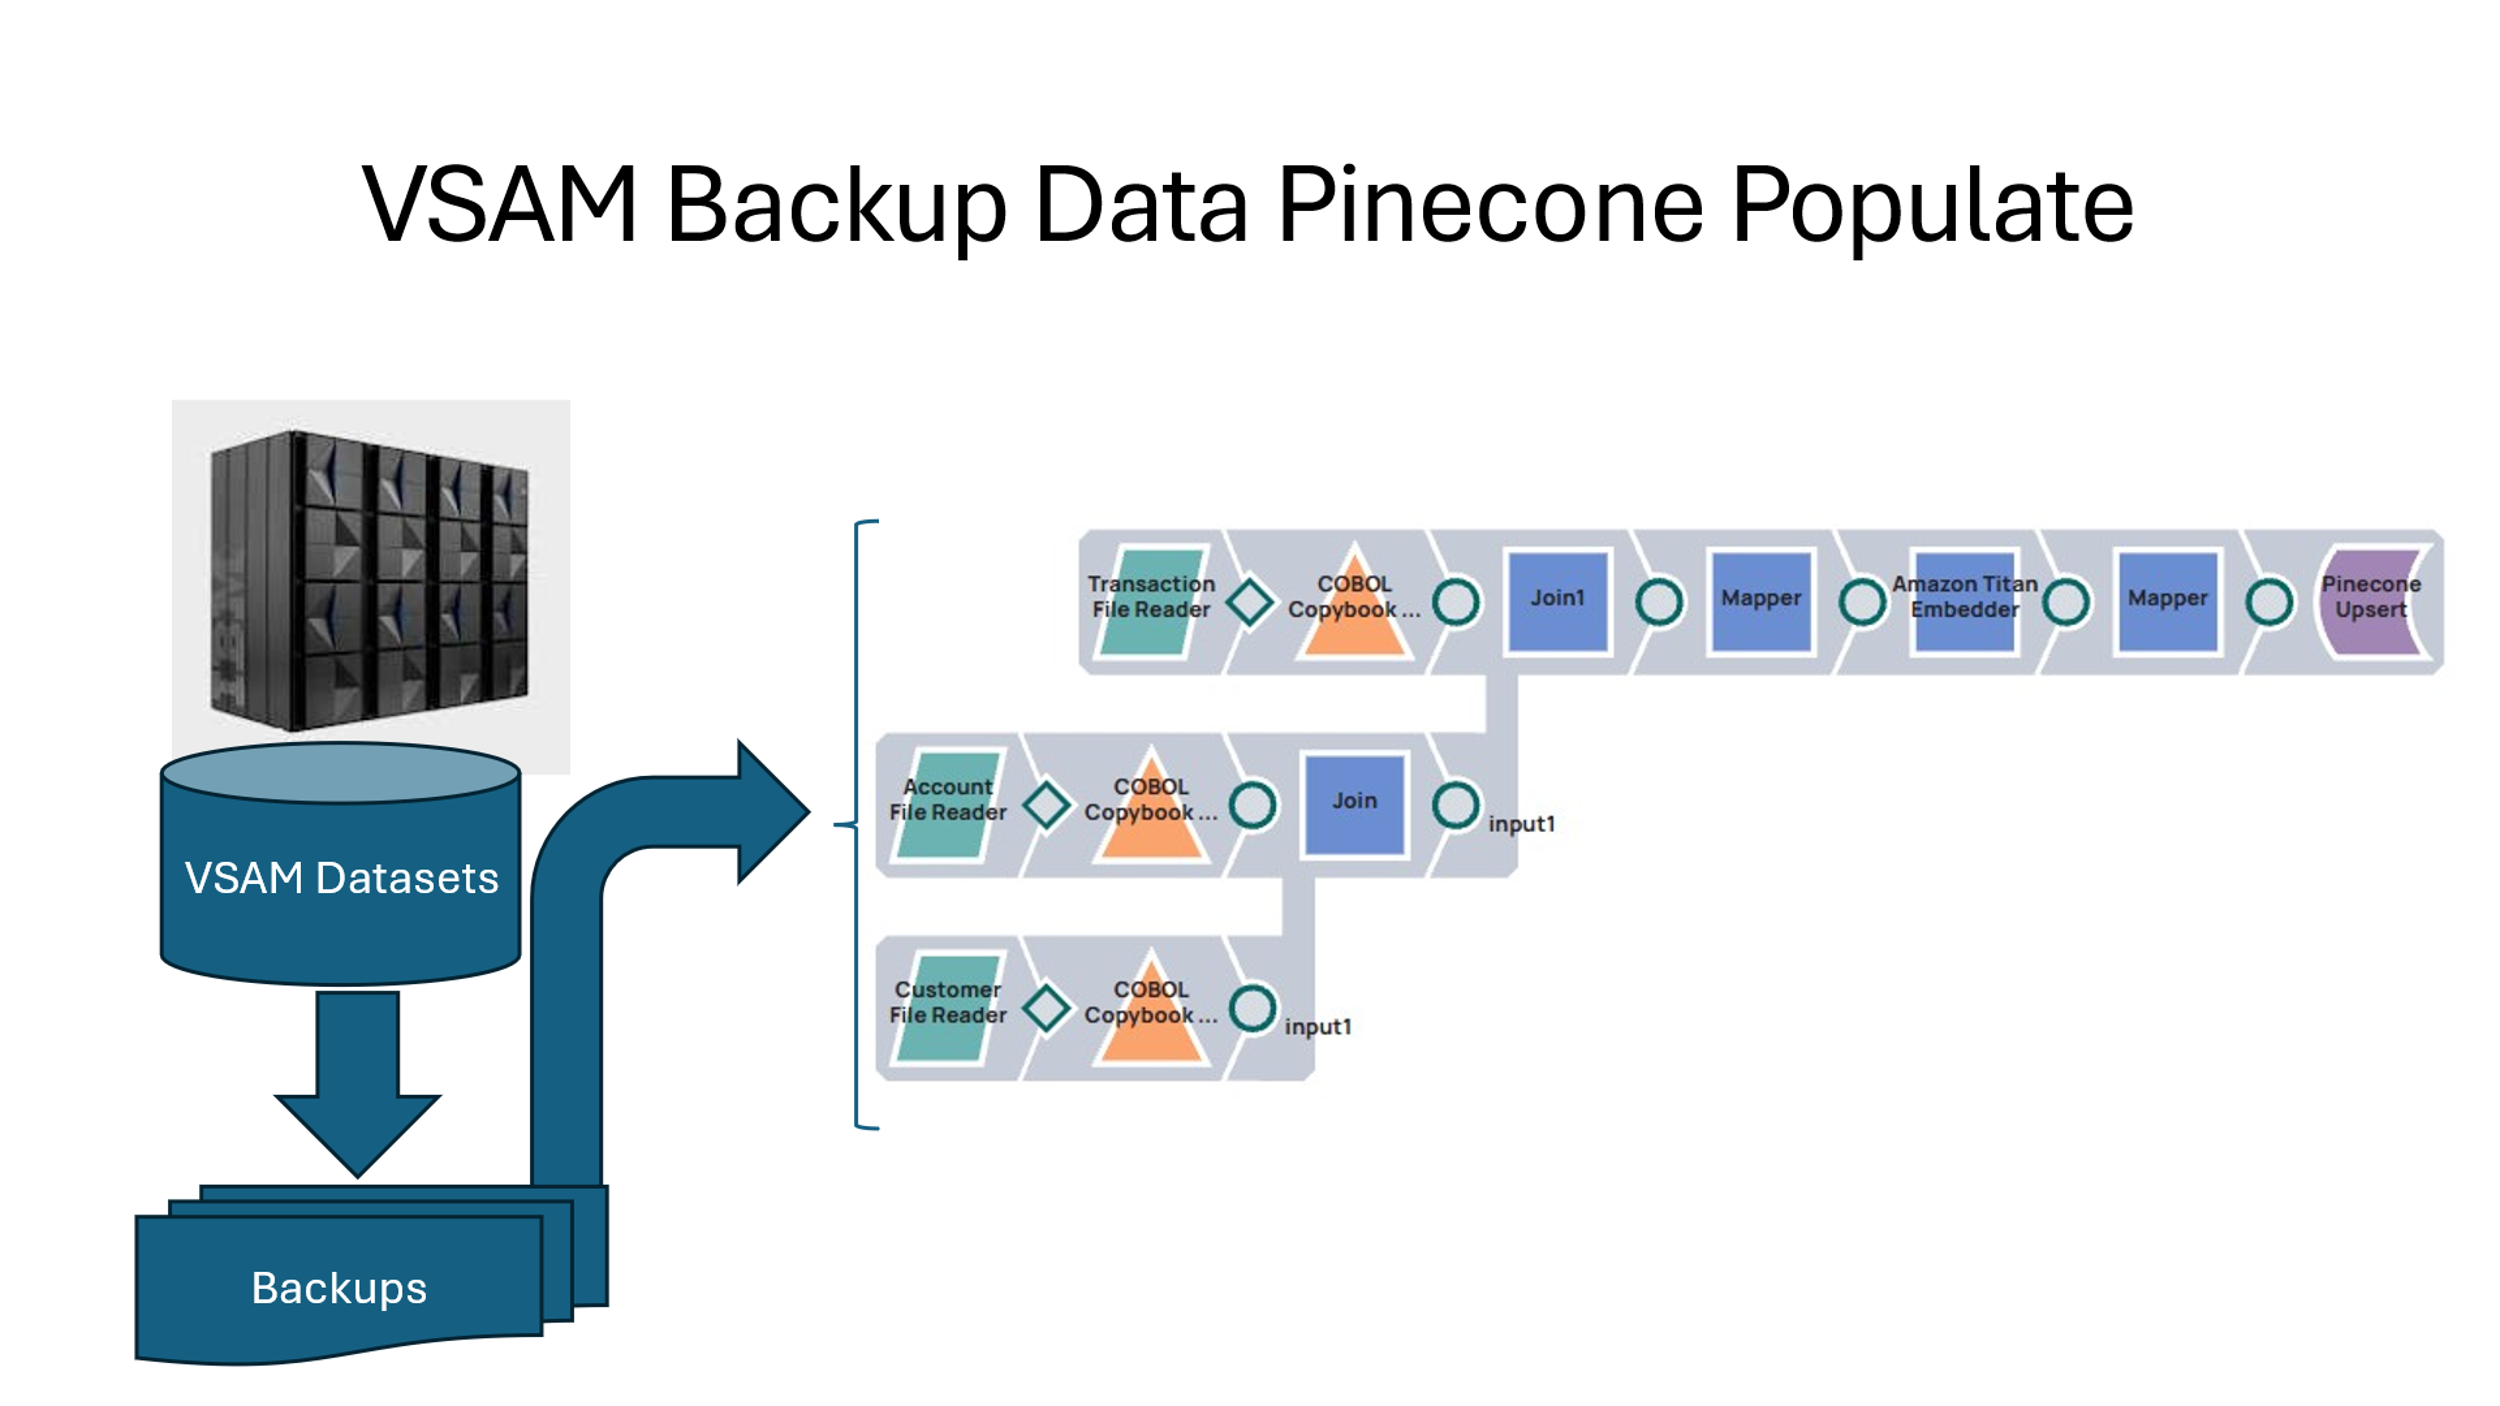 VSAM Backup Data Pinecone Populate
Transaction
File Reader
COBOL
Copybook ...
Join1
Mapper
Amazon Titan
Embedder
Mapper
Pinecone
Upsert
Account
File Reader
COBOL
Copybook ...
Join
input1
Customer
File Reader
COBOL
Copybook ...
input1
VSAM Datasets
Backups